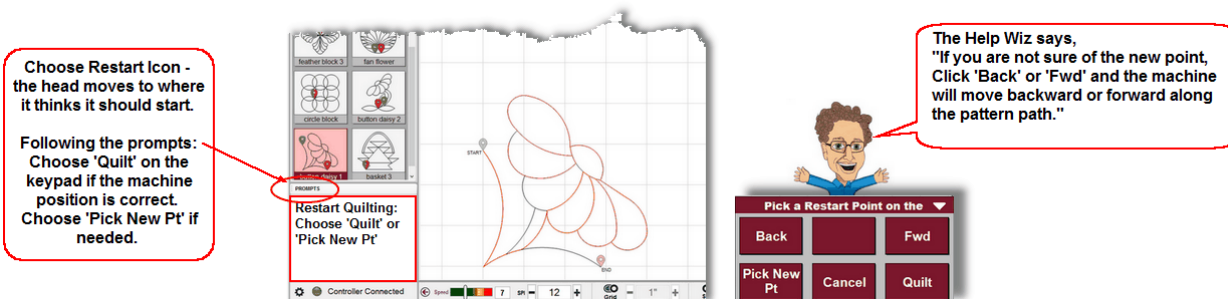 Choose Restart Icon -
the head moves to where
it thinks it should start.
Following the prompts:
Choose 'Quilt' on the
keypad if the machine
position is correct.
Choose 'Pick New Pt' if
needed.
feather block 3
fan flower
circle block
button daisy 2
button daisy 1
basket 3
PROMPTS
Restart Quilting:
Choose 'Quilt' or
'Pick New Pt'
Controller Connected
START
END
Speed
7
SPI
12
Grid
1"
The Help Wiz says,
"If you are not sure of the new point,
Click 'Back' or 'Fwd' and the machine
will move backward or forward along
the pattern path."
Pick a Restart Point on the
Back
Fwd
Pick New
Pt
Cancel
Quilt